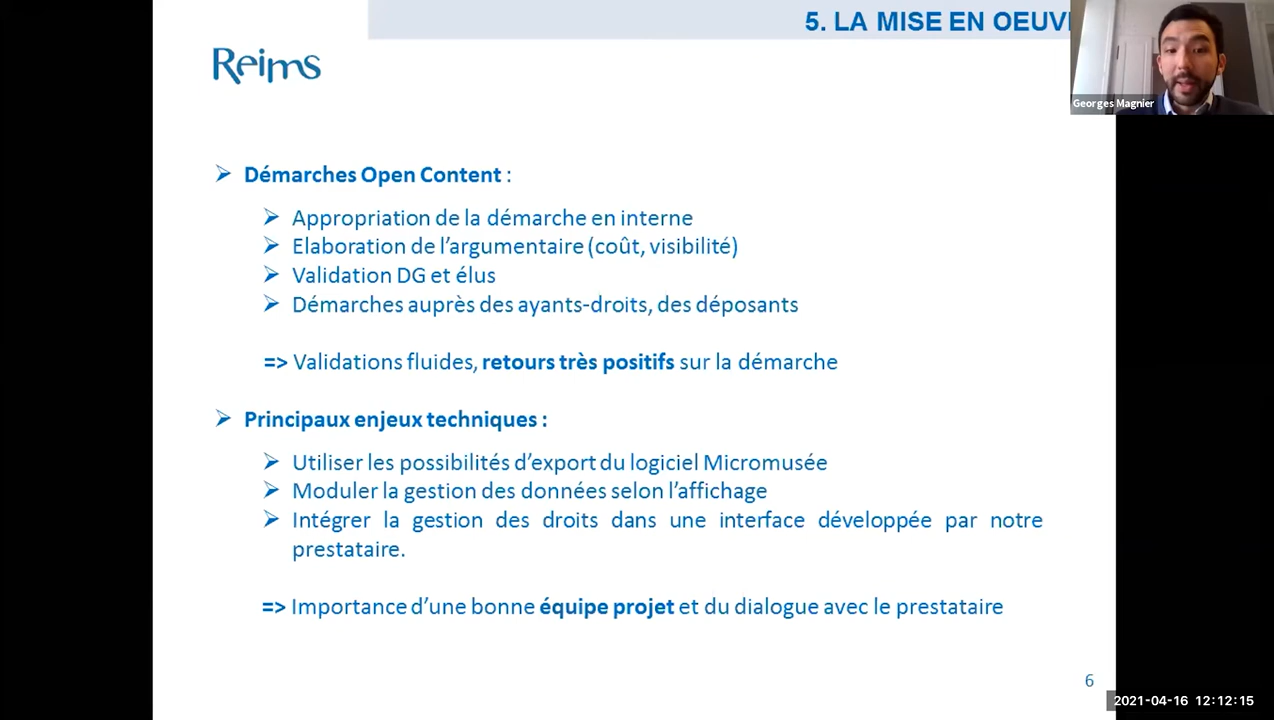 5. LA MISE EN OEUV
Reims
Georges Magnier
Démarches Open Content :
Appropriation de la démarche en interne
Elaboration de l’argumentaire (coût, visibilité)
Validation DG et élus
Démarches auprès des ayants-droits, des déposants
=> Validations fluides, retours très positifs sur la démarche
Principaux enjeux techniques :
Utiliser les possibilités d’export du logiciel Micromusée
Moduler la gestion des données selon l’affichage
Intégrer la gestion des droits dans une interface développée par notre
prestataire.
=> Importance d’une bonne équipe projet et du dialogue avec le prestataire
6
2021-04-16 12:12:15